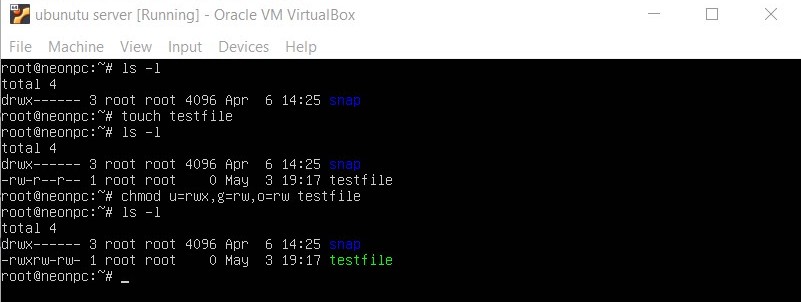 ubunutu server [Running] - Oracle VM VirtualBox
File Machine View Input Devices Help
root@neonpc:~# ls -l
total 4
drwx------ 3 root root 4096 Apr  6 14:25 snap
root@neonpc:~# touch testfile
root@neonpc:~# ls -l
total 4
drwx------ 3 root root 4096 Apr  6 14:25 snap
-rw-r--r-- 1 root root    0 May  3 19:17 testfile
root@neonpc:~# chmod u=rwx,g=rw,o=rw testfile
root@neonpc:~# ls -l
total 4
drwx------ 3 root root 4096 Apr  6 14:25 snap
-rwxrw-rw- 1 root root    0 May  3 19:17 testfile
root@neonpc:~# _